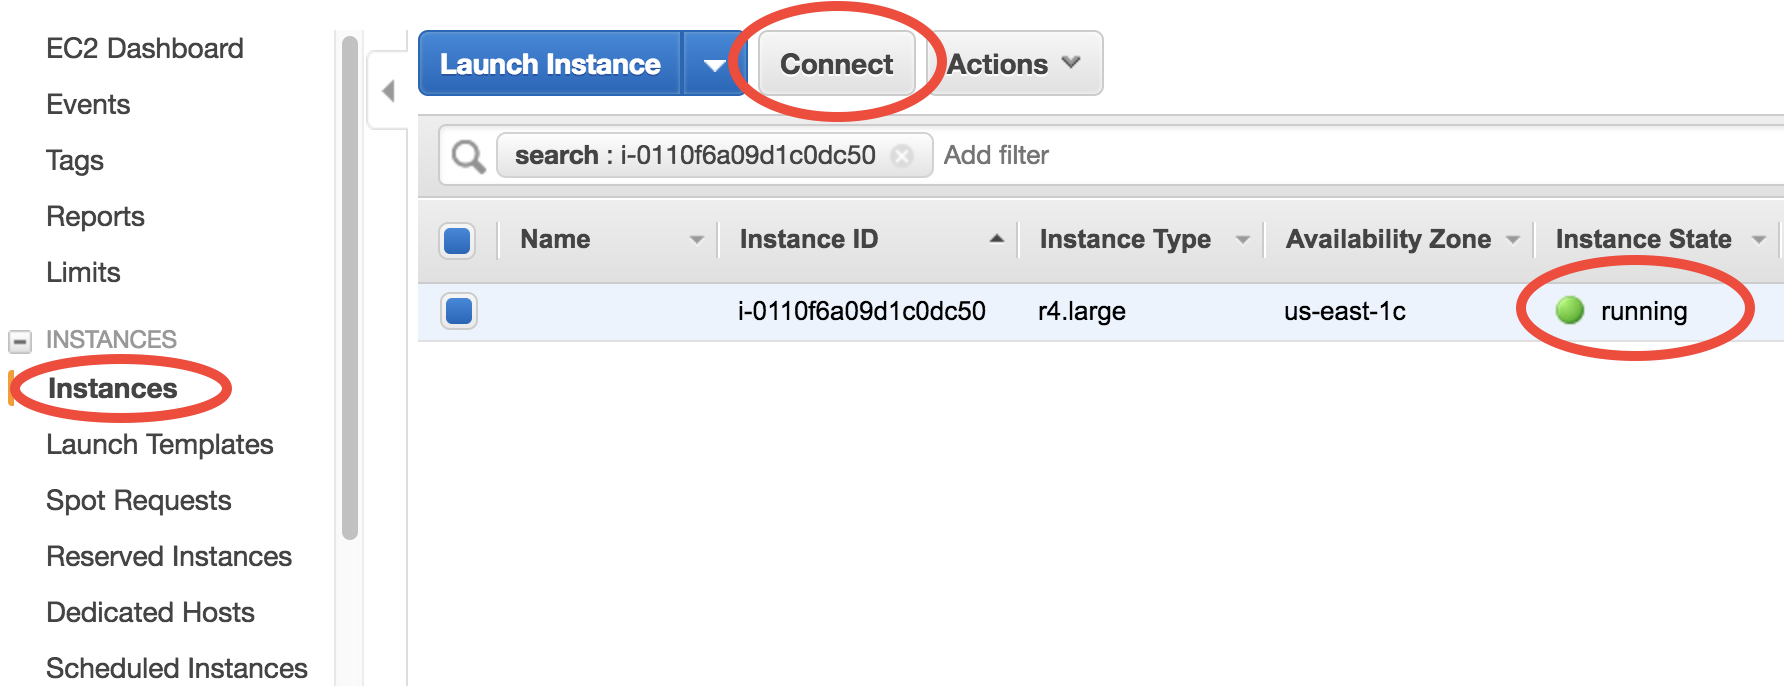 EC2 Dashboard
Events
Tags
Reports
Limits
INSTANCES
Instances
Launch Templates
Spot Requests
Reserved Instances
Dedicated Hosts
Scheduled Instances
Launch Instance Connect Actions
search : i-0110f6a09d1c0dc50 Add filter
Name Instance ID Instance Type Availability Zone Instance State
i-0110f6a09d1c0dc50 r4.large us-east-1c running